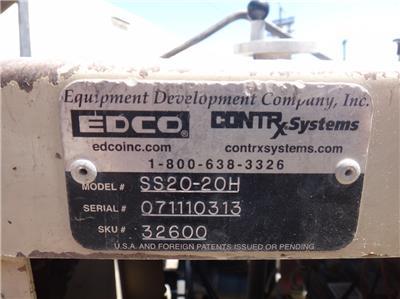 Equipment Development Company, Inc.
EDCO® CONTRx-Systems
edcoinc.com contrxsystems.com
1-800-638-3326
MODEL # SS20-20H
SERIAL # 071110313
SKU # 32600
U.S.A. AND FOREIGN PATENTS ISSUED OR PENDING